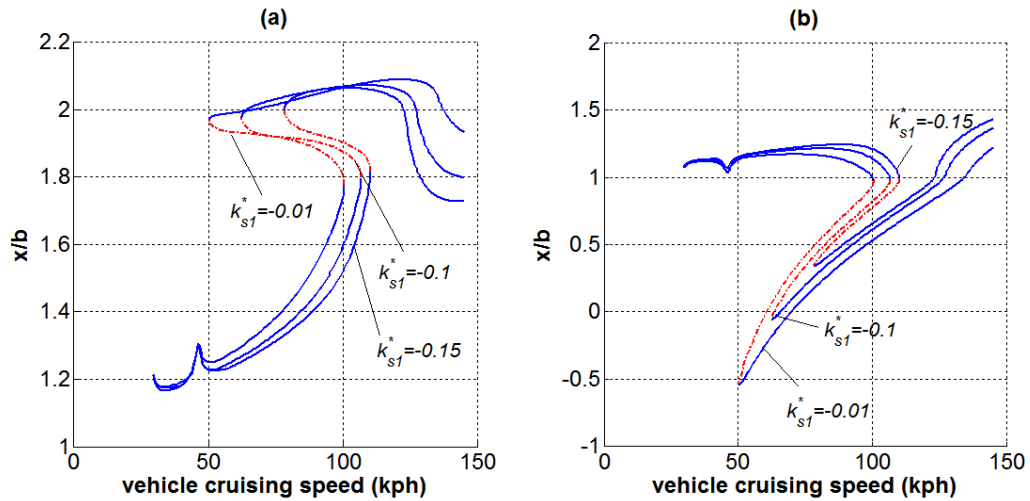 (a)
2.2
2
1.8
1.6
1.4
1.2
1
0
50
100
150
x/b
vehicle cruising speed (kph)
k*s1=-0.01
k*s1=-0.1
k*s1=-0.15
(b)
2
1.5
1
0.5
0
-0.5
-1
0
50
100
150
x/b
vehicle cruising speed (kph)
k*s1=-0.15
k*s1=-0.1
k*s1=-0.01